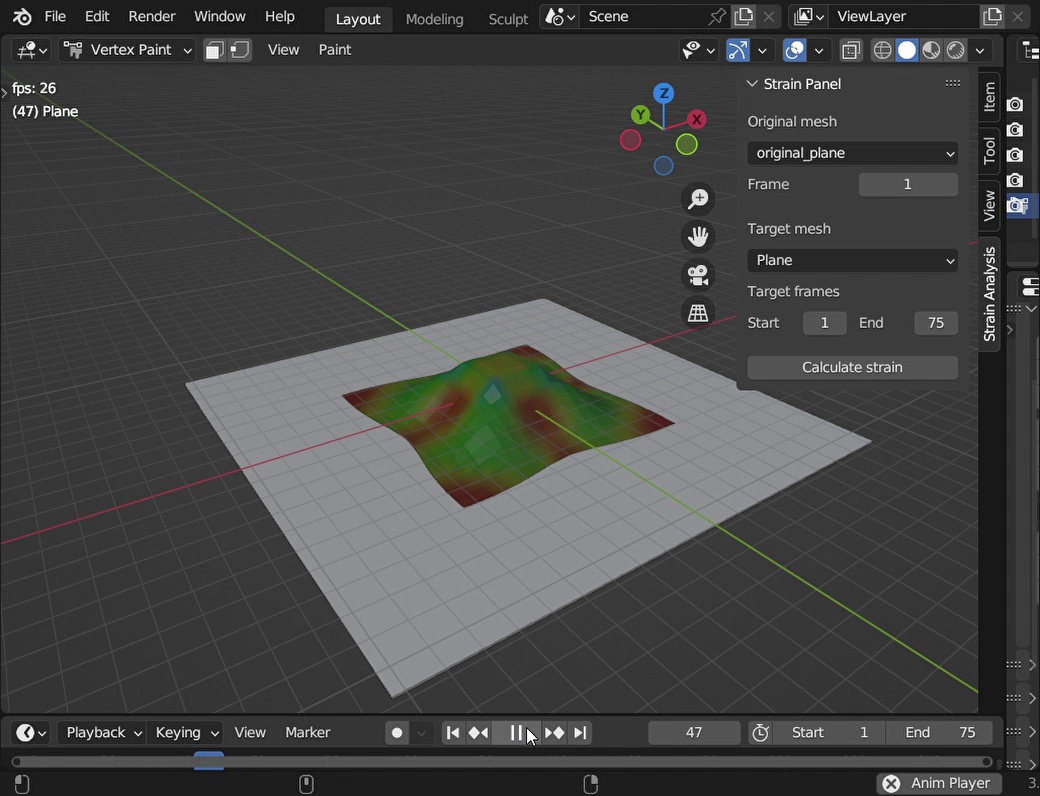 File Edit Render Window Help Layout Modeling Sculpt Scene ViewLayer
Vertex Paint View Paint
fps: 26
(47) Plane
Z
Y
X
Strain Panel
Original mesh
original_plane
Frame 1
Target mesh
Plane
Target frames
Start 1 End 75
Calculate strain
Item
Tool
View
Strain Analysis
Playback Keying View Marker 47 Start 1 End 75
Anim Player 3.